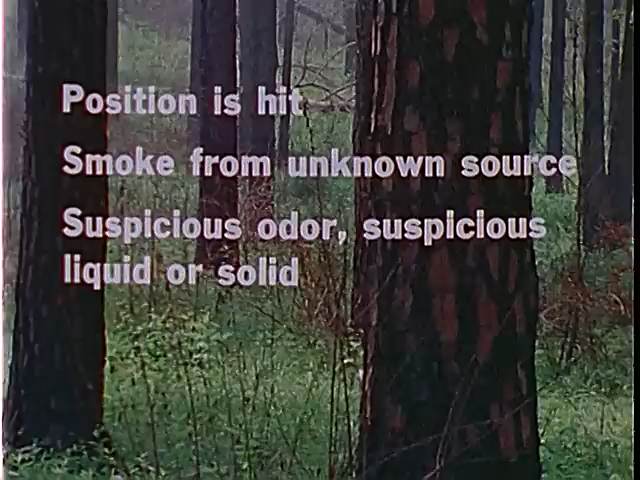 Position is hit
Smoke from unknown source
Suspicious odor, suspicious
liquid or solid